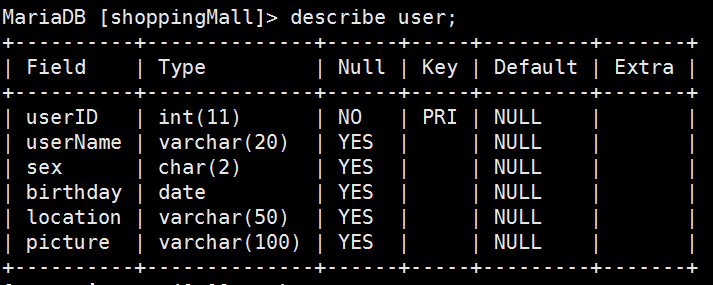 MariaDB [shoppingMall]> describe user;
+----------+--------------+------+-----+---------+-------+
| Field    | Type         | Null | Key | Default | Extra |
+----------+--------------+------+-----+---------+-------+
| userID   | int(11)      | NO   | PRI | NULL    |       |
| userName | varchar(20)  | YES  |     | NULL    |       |
| sex      | char(2)      | YES  |     | NULL    |       |
| birthday | date         | YES  |     | NULL    |       |
| location | varchar(50)  | YES  |     | NULL    |       |
| picture  | varchar(100) | YES  |     | NULL    |       |
+----------+--------------+------+-----+---------+-------+